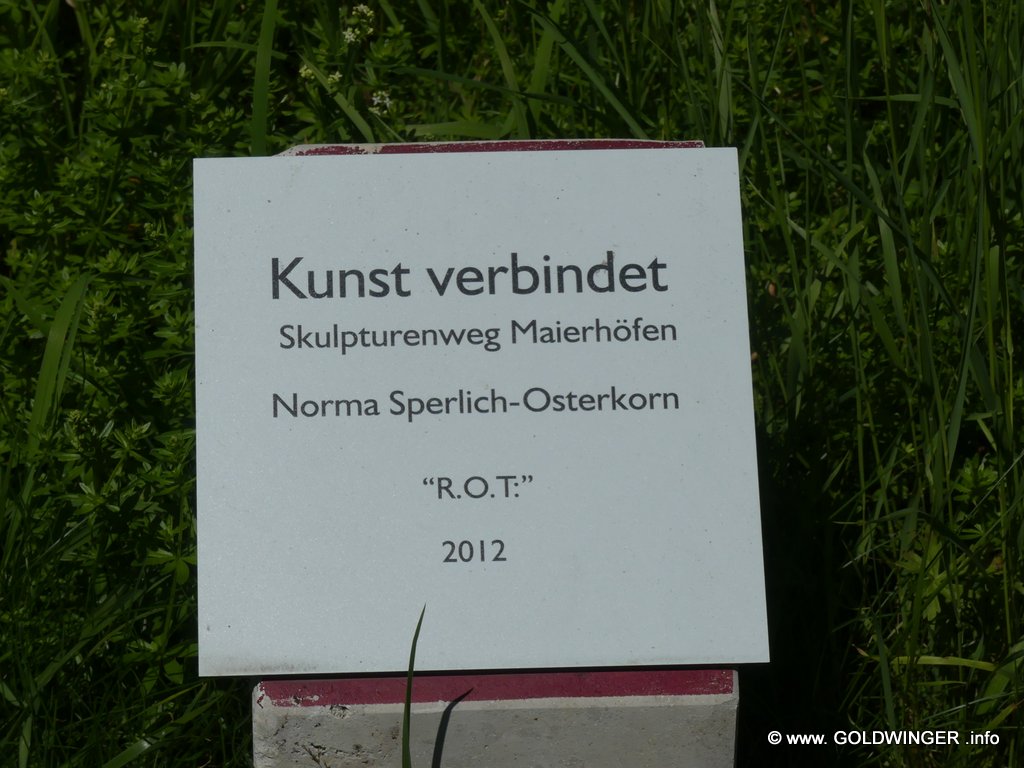 Kunst verbindet
Skulpturenweg Maierhöfen
Norma Sperlich-Osterkorn
“R.O.T:”
2012
© www. GOLDWINGER .info